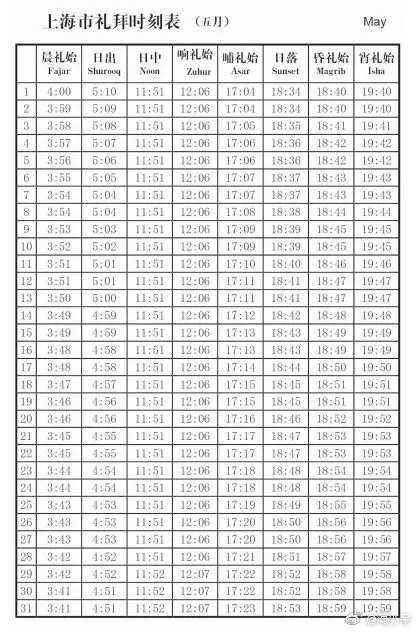 上海市礼拜时刻表 （五月） May
晨礼始 日出 日中 响礼始 哺礼始 日落 昏礼始 宵礼始
Fajar Shurooq Noon Zuhur Asar Sunset Magrib Isha
1 4:00 5:10 11:51 12:06 17:04 18:34 18:40 19:40
2 3:59 5:09 11:51 12:06 17:04 18:34 18:40 19:40
3 3:58 5:08 11:51 12:06 17:05 18:35 18:41 19:41
4 3:57 5:07 11:51 12:06 17:06 18:36 18:42 19:42
5 3:56 5:06 11:51 12:06 17:06 18:36 18:42 19:42
6 3:55 5:05 11:51 12:06 17:07 18:37 18:43 19:43
7 3:54 5:04 11:51 12:06 17:07 18:37 18:43 19:43
8 3:54 5:04 11:51 12:06 17:08 18:38 18:44 19:44
9 3:53 5:03 11:51 12:06 17:09 18:39 18:45 19:45
10 3:52 5:02 11:51 12:06 17:09 18:39 18:45 19:45
11 3:51 5:01 11:51 12:06 17:10 18:40 18:46 19:46
12 3:51 5:01 11:51 12:06 17:11 18:41 18:47 19:47
13 3:50 5:00 11:51 12:06 17:11 18:41 18:47 19:47
14 3:49 4:59 11:51 12:06 17:12 18:42 18:48 19:48
15 3:49 4:59 11:51 12:06 17:13 18:43 18:49 19:49
16 3:48 4:58 11:51 12:06 17:13 18:43 18:49 19:49
17 3:48 4:58 11:51 12:06 17:14 18:44 18:50 19:50
18 3:47 4:57 11:51 12:06 17:15 18:45 18:51 19:51
19 3:46 4:56 11:51 12:06 17:15 18:45 18:51 19:51
20 3:46 4:56 11:51 12:06 17:16 18:46 18:52 19:52
21 3:45 4:55 11:51 12:06 17:17 18:47 18:53 19:53
22 3:45 4:55 11:51 12:06 17:17 18:47 18:53 19:53
23 3:44 4:54 11:51 12:06 17:18 18:48 18:54 19:54
24 3:44 4:54 11:51 12:06 17:18 18:48 18:54 19:54
25 3:43 4:53 11:51 12:06 17:19 18:49 18:55 19:55
26 3:43 4:53 11:51 12:06 17:20 18:50 18:56 19:56
27 3:43 4:53 11:51 12:06 17:20 18:50 18:56 19:56
28 3:42 4:52 11:51 12:06 17:21 18:51 18:57 19:57
29 3:42 4:52 11:52 12:07 17:22 18:52 18:58 19:58
30 3:41 4:51 11:52 12:07 17:22 18:52 18:58 19:58
31 3:41 4:51 11:52 12:07 17:23 18:53 18:59 19:59